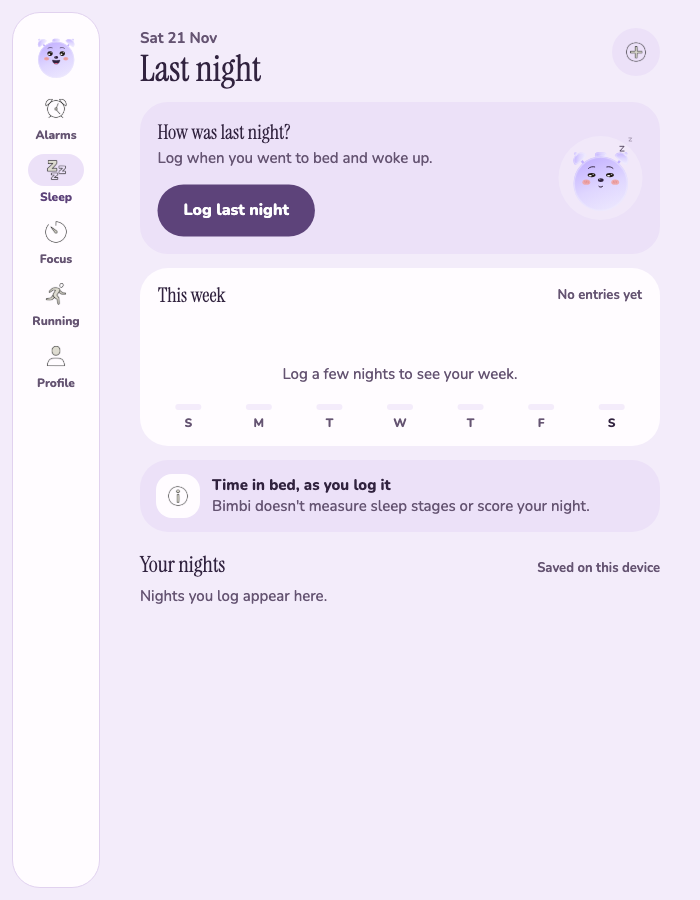 Alarms
Sleep
Focus
Running
Profile
Sat 21 Nov
Last night
How was last night?
Log when you went to bed and woke up.
Log last night
z z
This week
No entries yet
Log a few nights to see your week.
S M T W T F S
Time in bed, as you log it
Bimbi doesn't measure sleep stages or score your night.
Your nights
Saved on this device
Nights you log appear here.